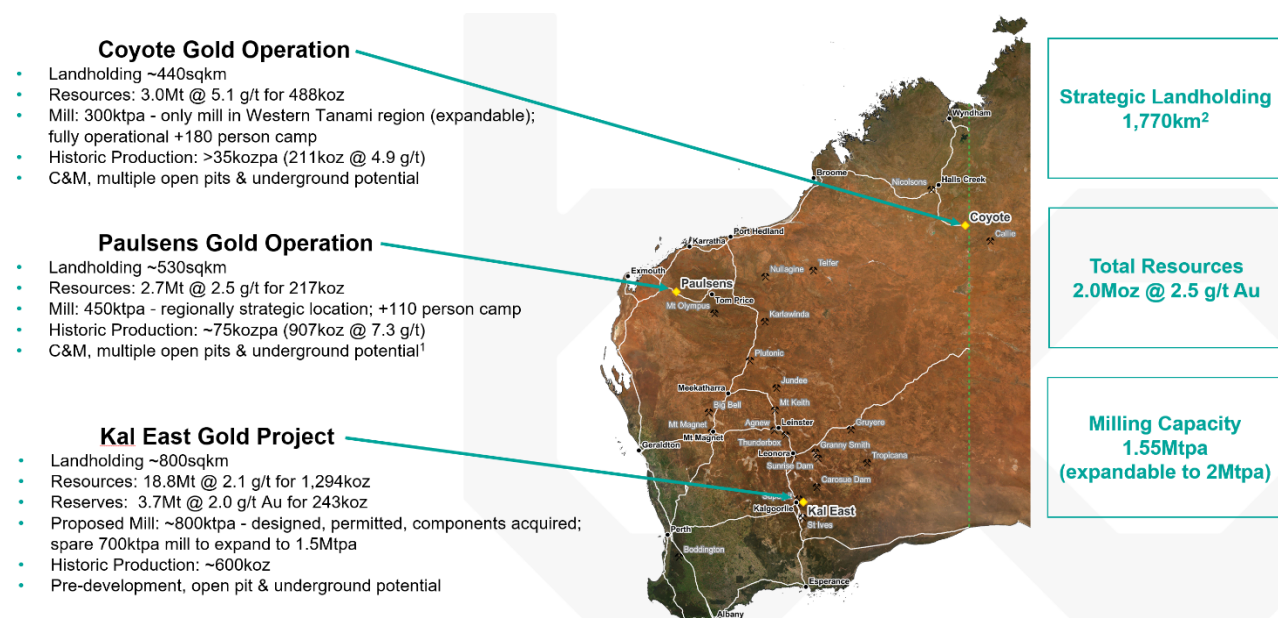 Coyote Gold Operation
• Landholding ~440sqkm
• Resources: 3.0Mt @ 5.1 g/t for 488koz
• Mill: 300ktpa - only mill in Western Tanami region (expandable);
fully operational +180 person camp
• Historic Production: >35kozpa (211koz @ 4.9 g/t)
• C&M, multiple open pits & underground potential
Paulsens Gold Operation
• Landholding ~530sqkm
• Resources: 2.7Mt @ 2.5 g/t for 217koz
• Mill: 450ktpa - regionally strategic location; +110 person camp
• Historic Production: ~75kozpa (907koz @ 7.3 g/t)
• C&M, multiple open pits & underground potential¹
Kal East Gold Project
• Landholding ~800sqkm
• Resources: 18.8Mt @ 2.1 g/t for 1,294koz
• Reserves: 3.7Mt @ 2.0 g/t Au for 243koz
• Proposed Mill: ~800ktpa - designed, permitted, components acquired;
spare 700ktpa mill to expand to 1.5Mtpa
• Historic Production: ~600koz
• Pre-development, open pit & underground potential
Wyndham
Broome
Nicolsons
Halls Creek
Coyote
Callie
Port Hedland
Karratha
Exmouth
Nullagine
Telfer
Paulsens
Tom Price
Mt Olympus
Karlawinda
Plutonic
Jundee
Meekatharra
Mt Keith
Big Bell
Agnew
Leinster
Gruyere
Mt Magnet
Mt Magnet
Geraldton
Thunderbox
Granny Smith
Leonora
Tropicana
Sunrise Dam
Carosue Dam
Kalgoorlie
Kal East
St Ives
Perth
Boddington
Esperance
Albany
Strategic Landholding
1,770km²
Total Resources
2.0Moz @ 2.5 g/t Au
Milling Capacity
1.55Mtpa
(expandable to 2Mtpa)